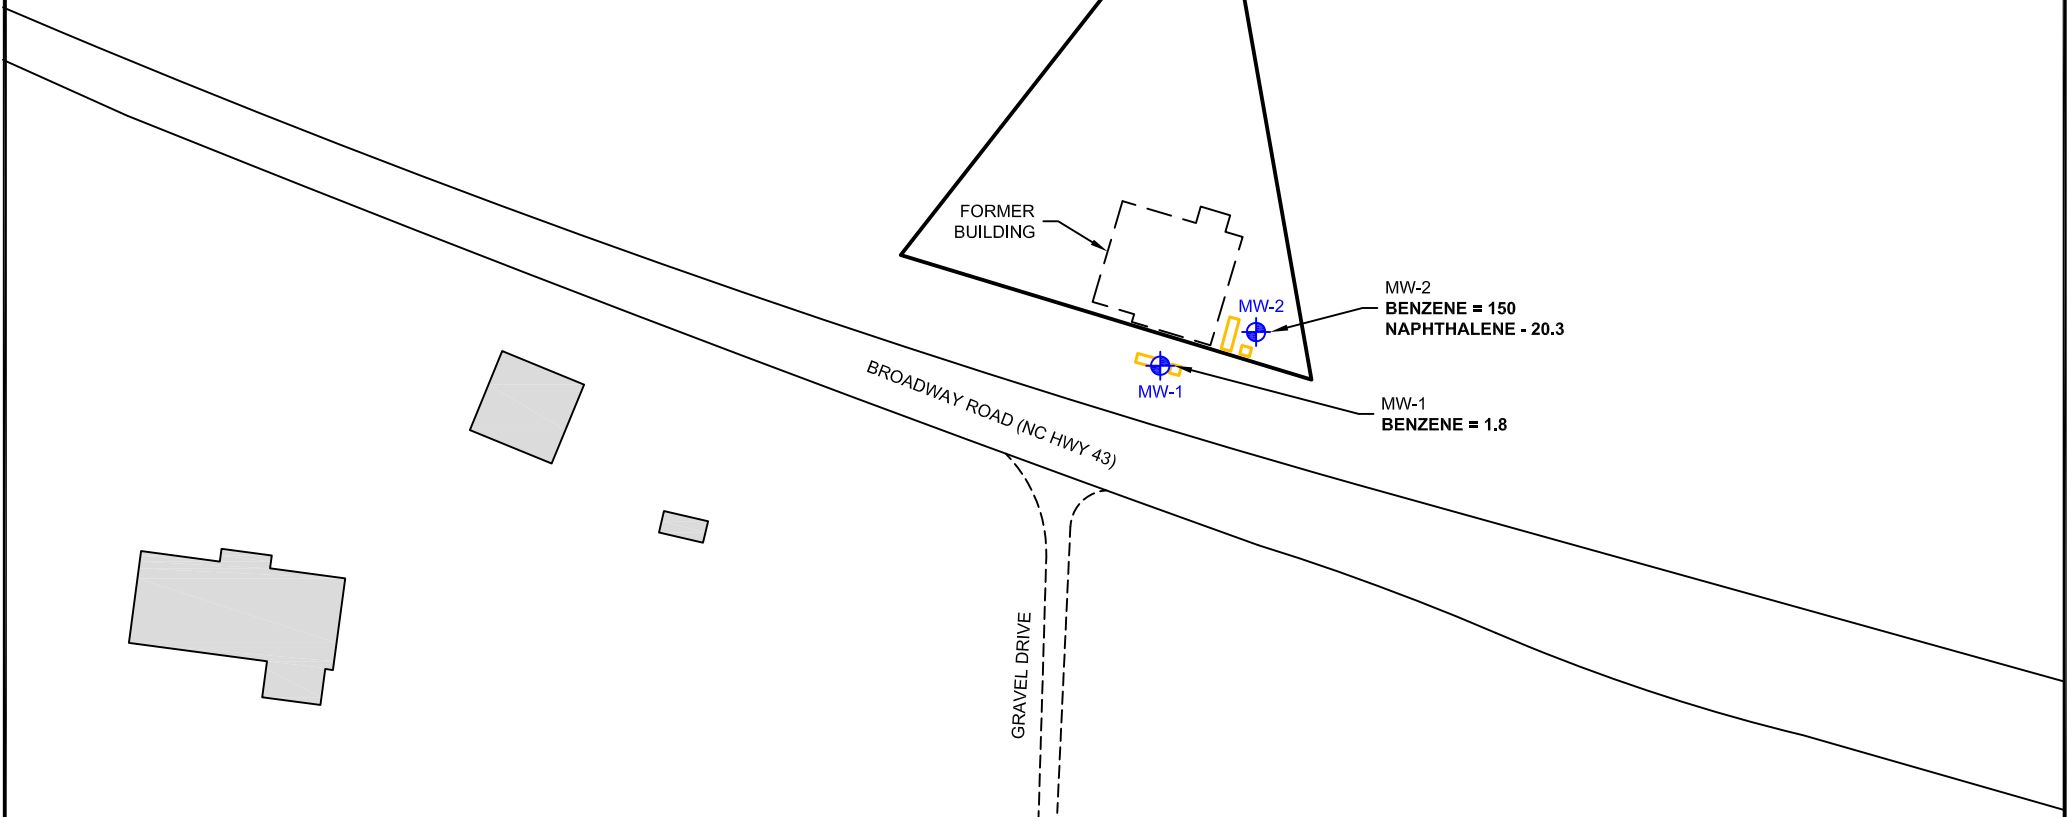 FORMER
BUILDING
MW-2
MW-2
BENZENE = 150
NAPHTHALENE - 20.3
MW-1
MW-1
BENZENE = 1.8
BROADWAY ROAD (NC HWY 43)
GRAVEL DRIVE